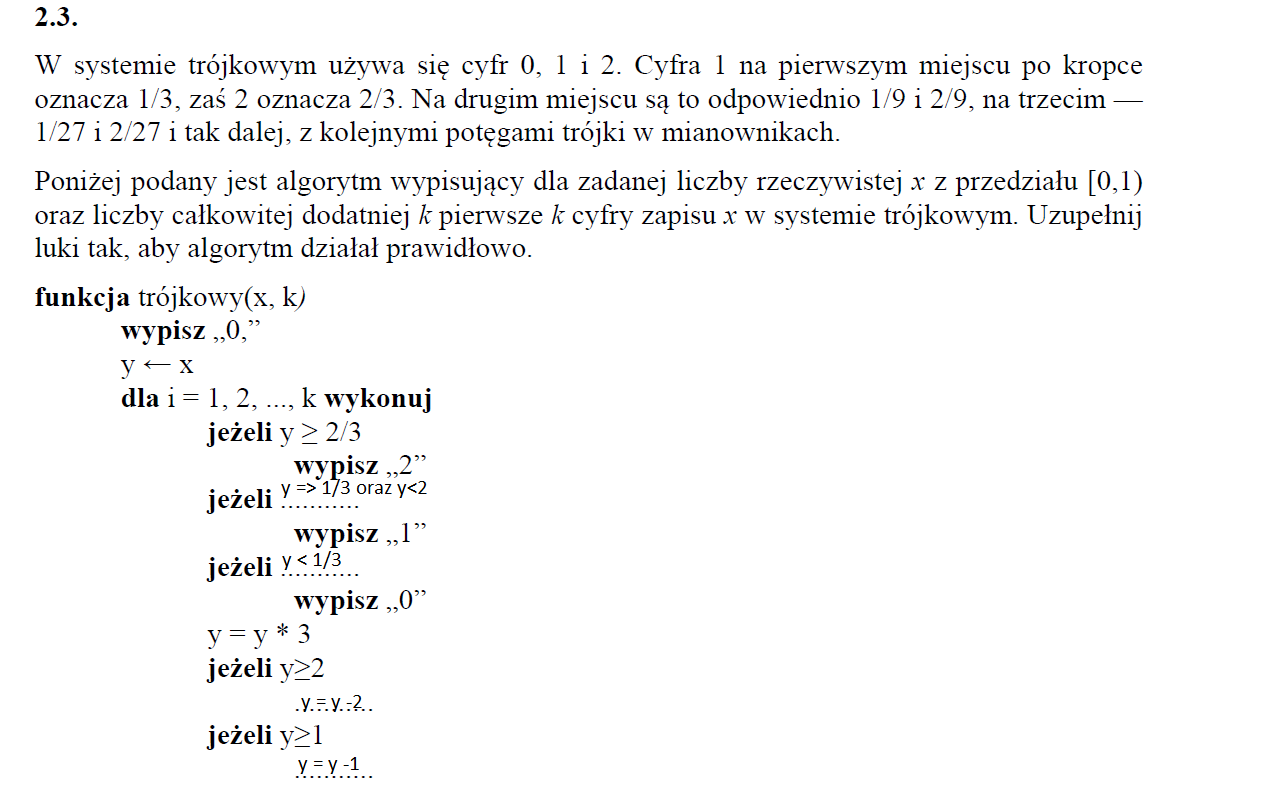 2.3.
W systemie trójkowym używa się cyfr 0, 1 i 2. Cyfra 1 na pierwszym miejscu po kropce
oznacza 1/3, zaś 2 oznacza 2/3. Na drugim miejscu są to odpowiednio 1/9 i 2/9, na trzecim —
1/27 i 2/27 i tak dalej, z kolejnymi potęgami trójki w mianownikach.
Poniżej podany jest algorytm wypisujący dla zadanej liczby rzeczywistej x z przedziału [0,1)
oraz liczby całkowitej dodatniej k pierwsze k cyfry zapisu x w systemie trójkowym. Uzupełnij
luki tak, aby algorytm działał prawidłowo.
funkcja trójkowy(x, k)
wypisz „0,”
y ← x
dla i = 1, 2, ..., k wykonuj
jeżeli y ≥ 2/3
wypisz „2”
jeżeli y => 1/3 oraz y<2
wypisz „1”
jeżeli y < 1/3
wypisz „0”
y = y * 3
jeżeli y≥2
y = y -2
jeżeli y≥1
y = y -1